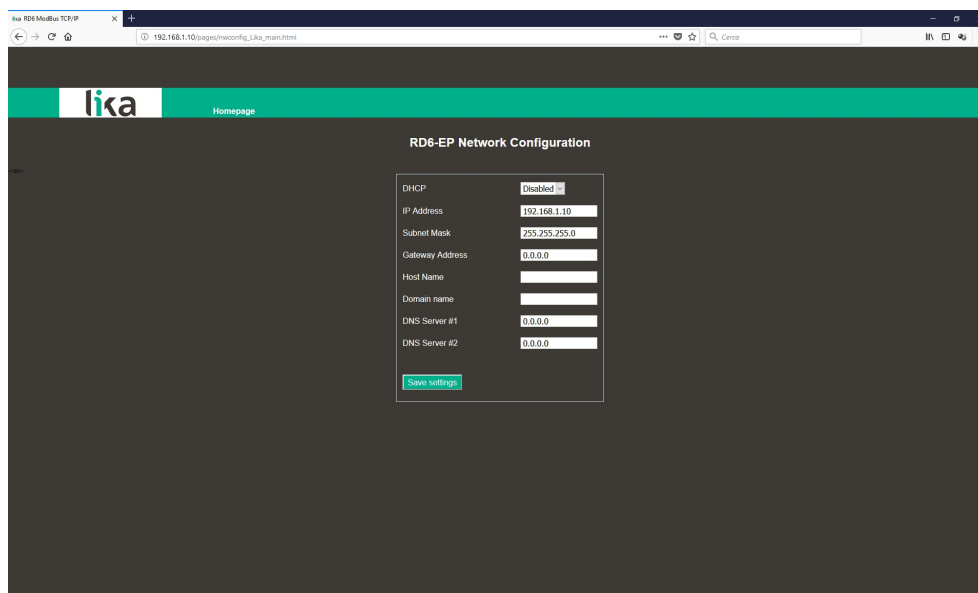 lika RD6 ModBus TCP/IP
192.168.1.10/pages/nwconfig_Lika_main.html
Cerca
lika
Homepage
RD6-EP Network Configuration
DHCP Disabled
IP Address 192.168.1.10
Subnet Mask 255.255.255.0
Gateway Address 0.0.0.0
Host Name
Domain name
DNS Server #1 0.0.0.0
DNS Server #2 0.0.0.0
Save settings